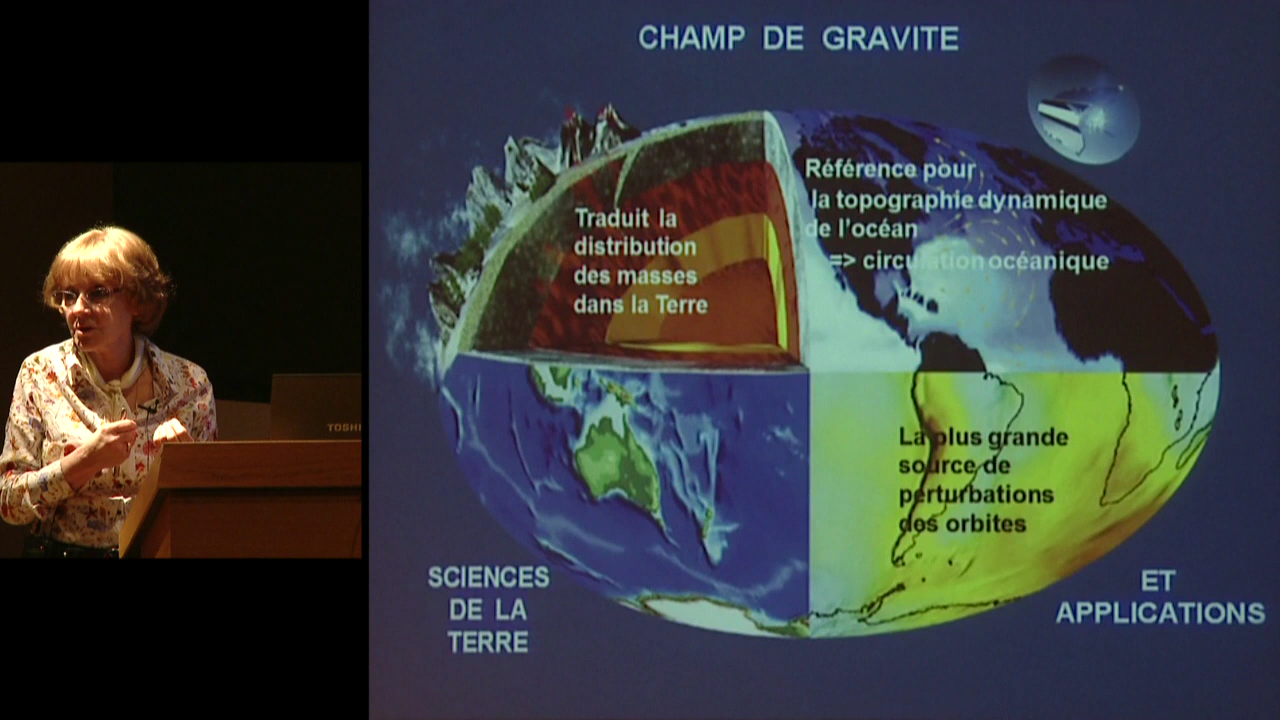 CHAMP DE GRAVITE
Référence pour
la topographie dynamique
de l'océan
=> circulation océanique
Traduit la
distribution
des masses
dans la Terre
La plus grande
source de
perturbations
des orbites
SCIENCES
DE LA
TERRE
ET
APPLICATIONS